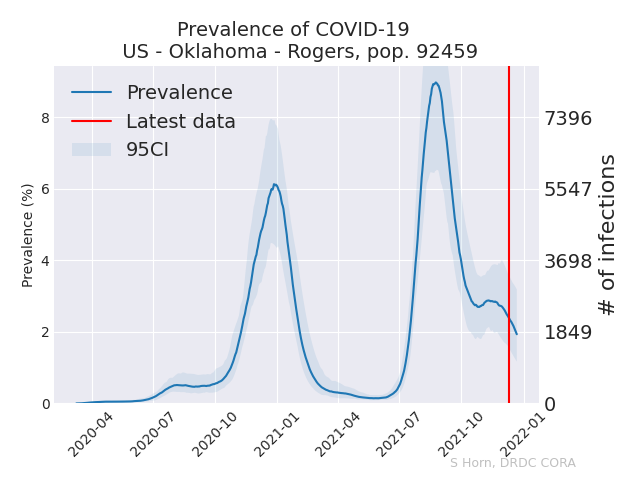 Prevalence of COVID-19
US - Oklahoma - Rogers, pop. 92459
Prevalence
Latest data
95CI
Prevalence (%)
8
6
4
2
0
7396
5547
3698
1849
0
# of infections
2020-04
2020-07
2020-10
2021-01
2021-04
2021-07
2021-10
2022-01
S Horn, DRDC CORA